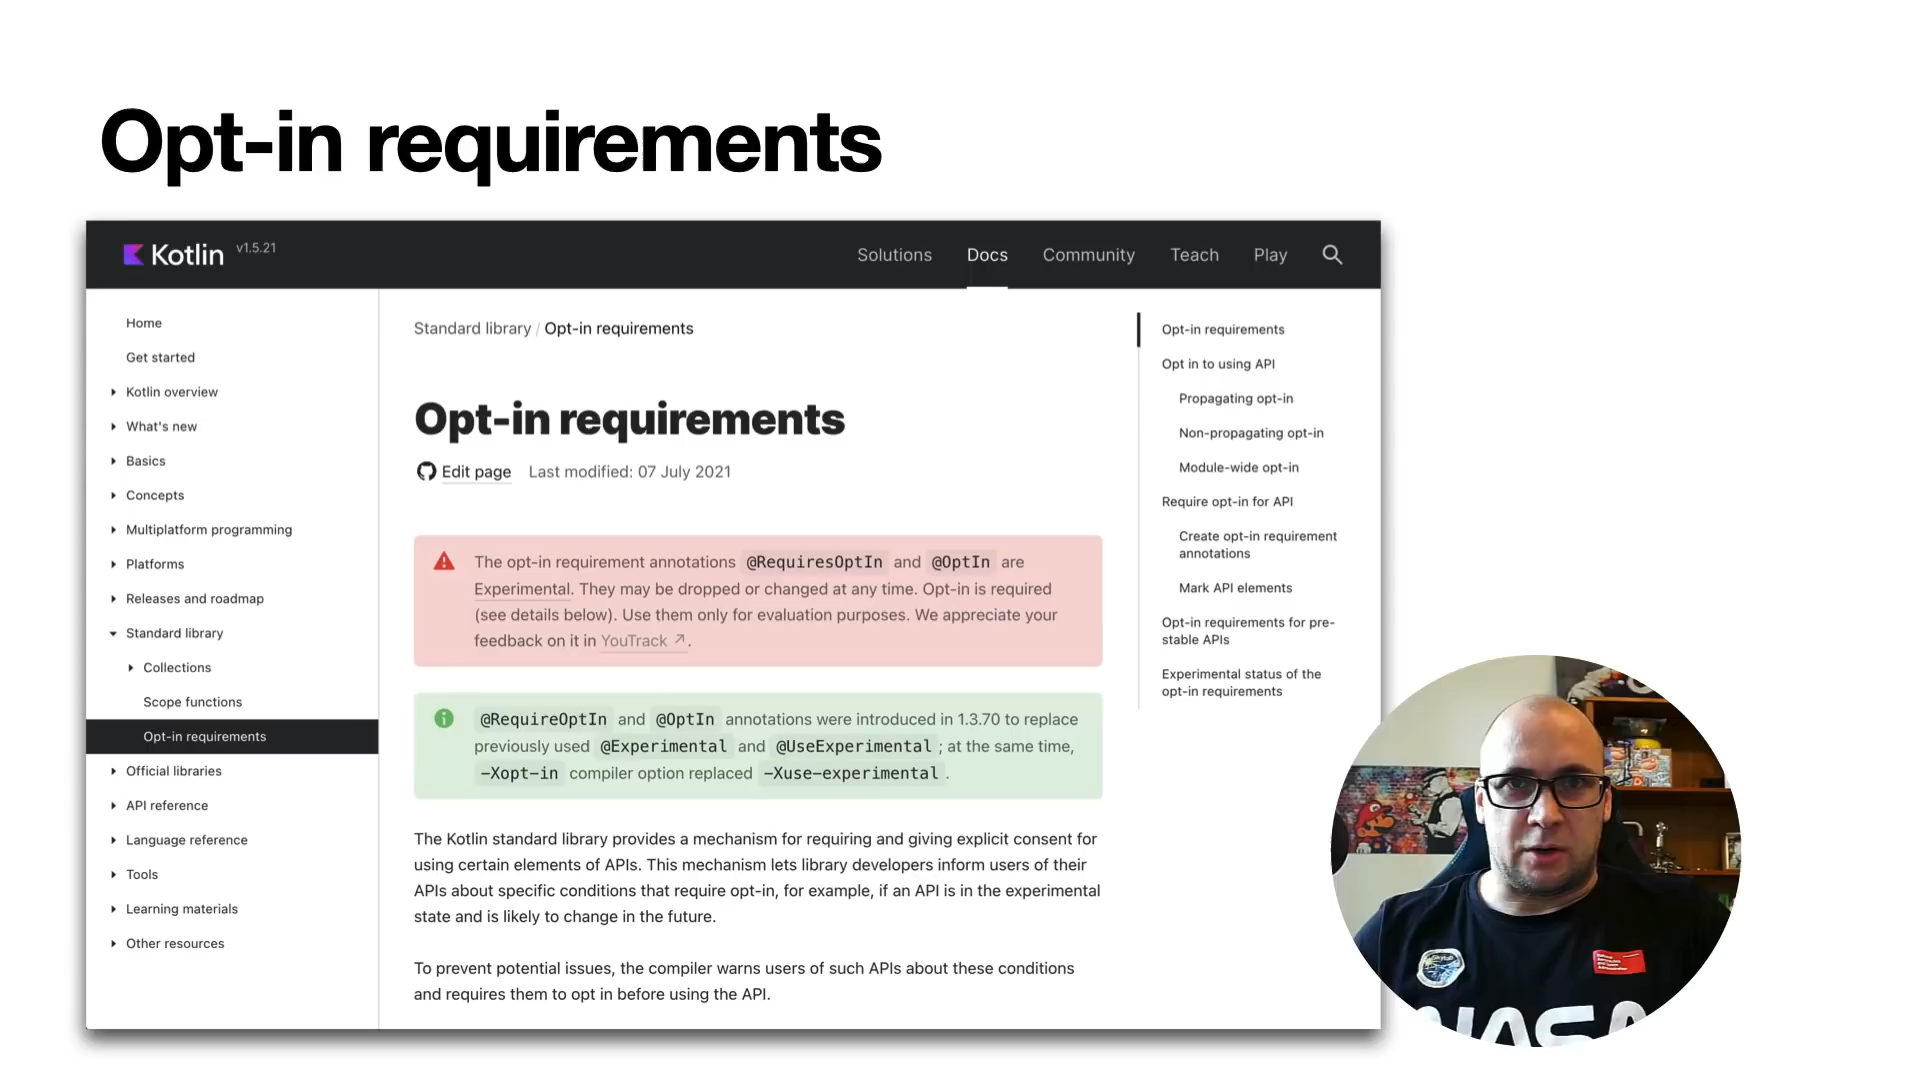 Opt-in requirements
Kotlin v1.5.21
Solutions Docs Community Teach Play
Home
Get started
Kotlin overview
What's new
Basics
Concepts
Multiplatform programming
Platforms
Releases and roadmap
Standard library
Collections
Scope functions
Opt-in requirements
Official libraries
API reference
Language reference
Tools
Learning materials
Other resources
Standard library / Opt-in requirements
Opt-in requirements
Edit page Last modified: 07 July 2021
The opt-in requirement annotations @RequiresOptIn and @OptIn are
Experimental. They may be dropped or changed at any time. Opt-in is required
(see details below). Use them only for evaluation purposes. We appreciate your
feedback on it in YouTrack ↗.
@RequireOptIn and @OptIn annotations were introduced in 1.3.70 to replace
previously used @Experimental and @UseExperimental ; at the same time,
-Xopt-in compiler option replaced -Xuse-experimental .
The Kotlin standard library provides a mechanism for requiring and giving explicit consent for
using certain elements of APIs. This mechanism lets library developers inform users of their
APIs about specific conditions that require opt-in, for example, if an API is in the experimental
state and is likely to change in the future.
To prevent potential issues, the compiler warns users of such APIs about these conditions
and requires them to opt in before using the API.
Opt-in requirements
Opt in to using API
Propagating opt-in
Non-propagating opt-in
Module-wide opt-in
Require opt-in for API
Create opt-in requirement
annotations
Mark API elements
Opt-in requirements for pre-
stable APIs
Experimental status of the
opt-in requirements
NASA